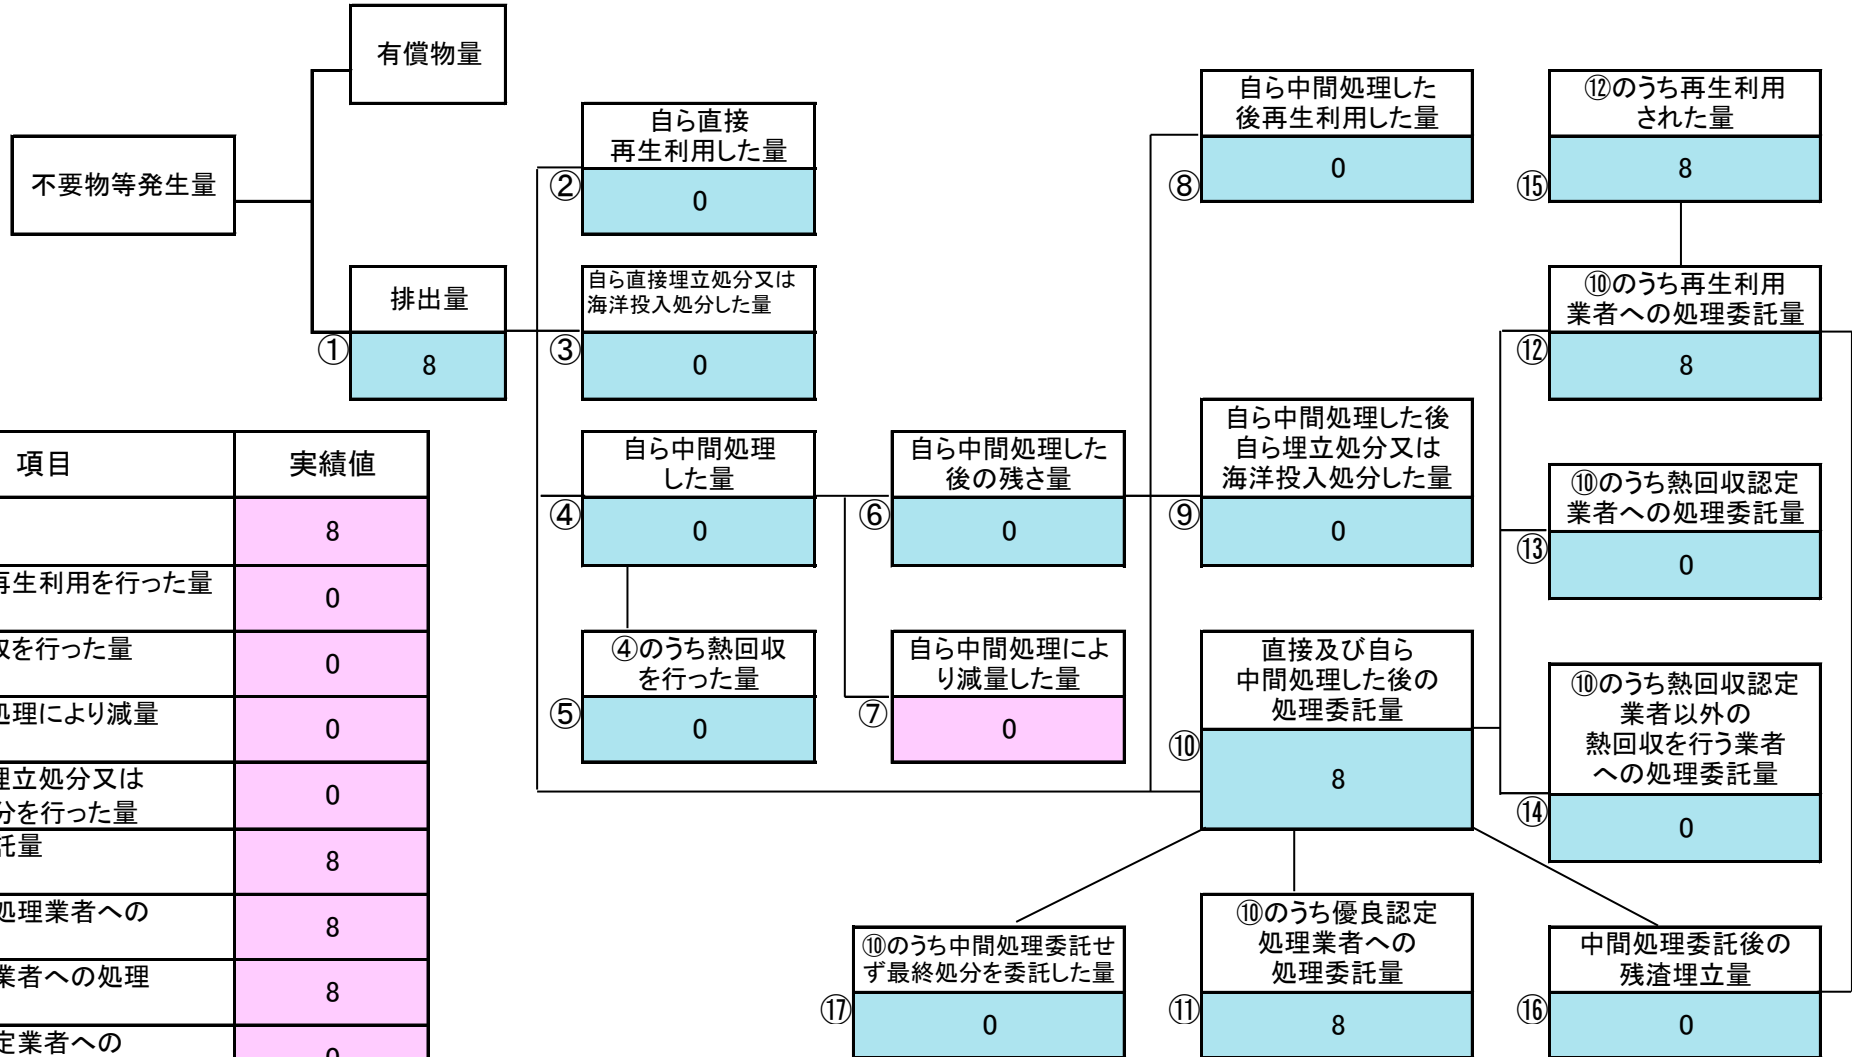 有償物量
不要物等発生量
排出量
①
8
自ら直接
再生利用した量
②
0
自ら直接埋立処分又は
海洋投入処分した量
③
0
自ら中間処理
した量
④
0
④のうち熱回収
を行った量
⑤
0
自ら中間処理した
後の残さ量
⑥
0
自ら中間処理によ
り減量した量
⑦
0
自ら中間処理した
後再生利用した量
⑧
0
自ら中間処理した後
自ら埋立処分又は
海洋投入処分した量
⑨
0
直接及び自ら
中間処理した後の
処理委託量
⑩
8
⑫のうち再生利用
された量
⑮
8
⑩のうち再生利用
業者への処理委託量
⑫
8
⑩のうち熱回収認定
業者への処理委託量
⑬
0
⑩のうち熱回収認定
業者以外の
熱回収を行う業者
への処理委託量
⑭
0
⑩のうち中間処理委託せ
ず最終処分を委託した量
⑰
0
⑩のうち優良認定
処理業者への
処理委託量
⑪
8
中間処理委託後の
残渣埋立量
⑯
0
項目 実績値
8
再生利用を行った量 0
収を行った量 0
処理により減量 0
埋立処分又は
分を行った量 0
託量 8
処理業者への 8
業者への処理 8
定業者への 0